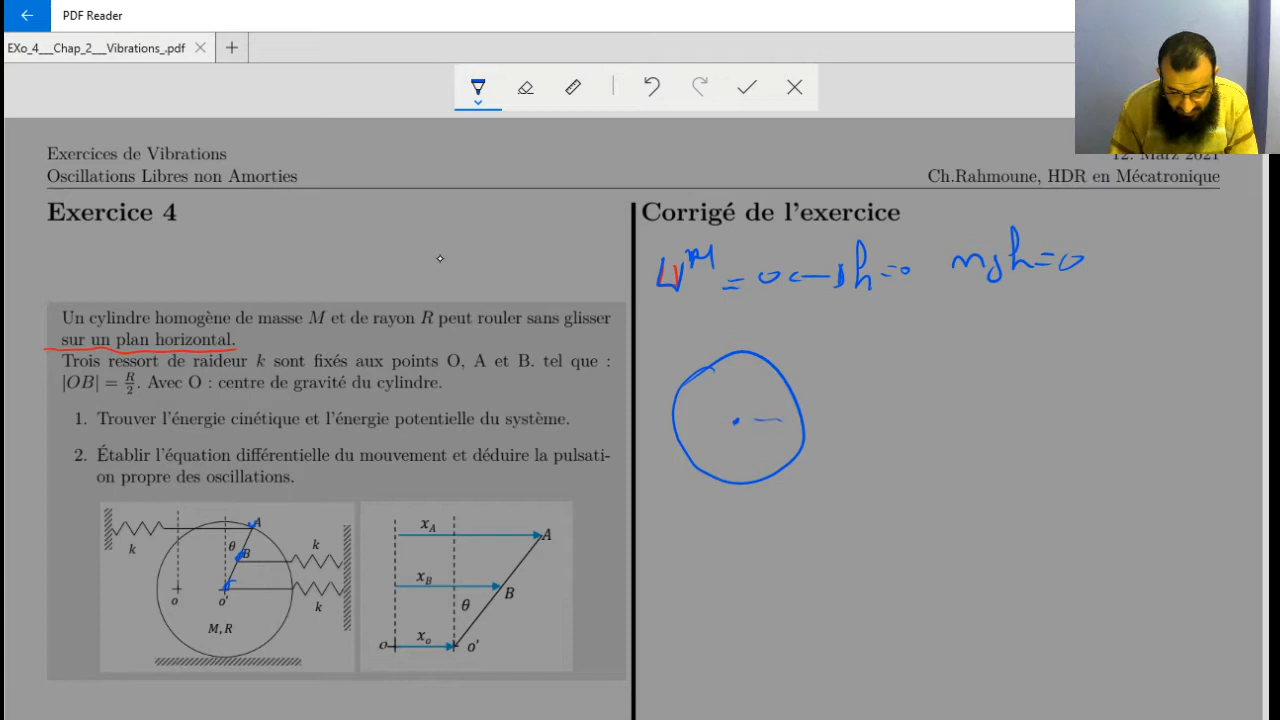 PDF Reader
EXo_4___Chap_2___Vibrations_.pdf
Exercices de Vibrations
12. März 2021
Oscillations Libres non Amorties
Ch.Rahmoune, HDR en Mécatronique
Exercice 4
Un cylindre homogène de masse M et de rayon R peut rouler sans glisser
sur un plan horizontal.
Trois ressort de raideur k sont fixés aux points O, A et B. tel que :
|OB| = R/2. Avec O : centre de gravité du cylindre.
1. Trouver l'énergie cinétique et l'énergie potentielle du système.
2. Établir l'équation différentielle du mouvement et déduire la pulsati-
on propre des oscillations.
k
A
θ
B
k
o
o'
k
M,R
x_A
A
x_B
B
θ
x_o
o
o'
Corrigé de l'exercice
U^M = 0 h=0 mgh=0